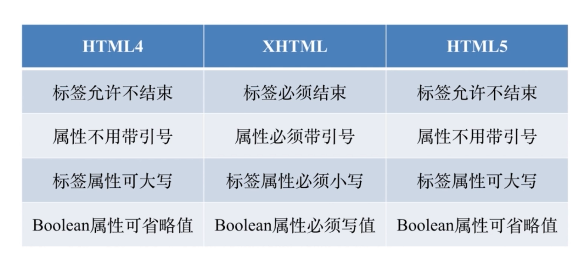 HTML4 XHTML HTML5
标签允许不结束 标签必须结束 标签允许不结束
属性不用带引号 属性必须带引号 属性不用带引号
标签属性可大写 标签属性必须小写 标签属性可大写
Boolean属性可省略值 Boolean属性必须写值 Boolean属性可省略值